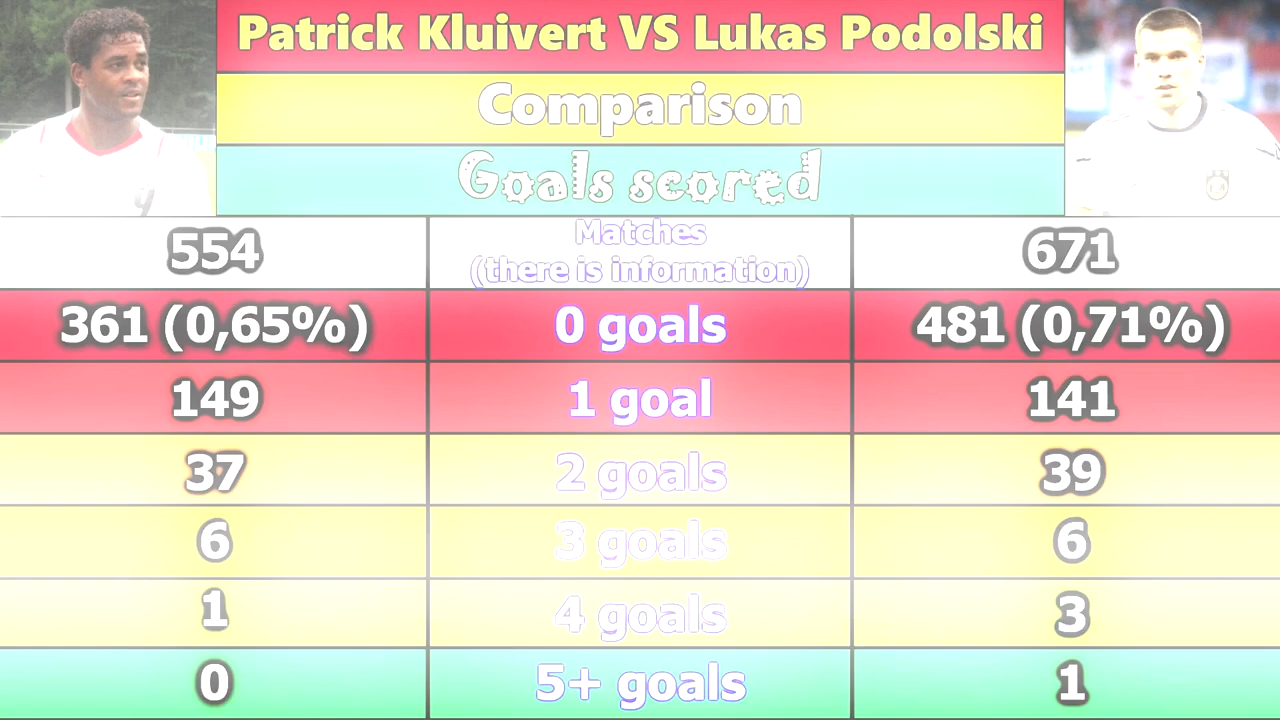 Patrick Kluivert VS Lukas Podolski
Comparison
Goals scored
554 Matches 671
(there is information)
361 (0,65%) 0 goals 481 (0,71%)
149 1 goal 141
37 2 goals 39
6 3 goals 6
1 4 goals 3
0 5+ goals 1